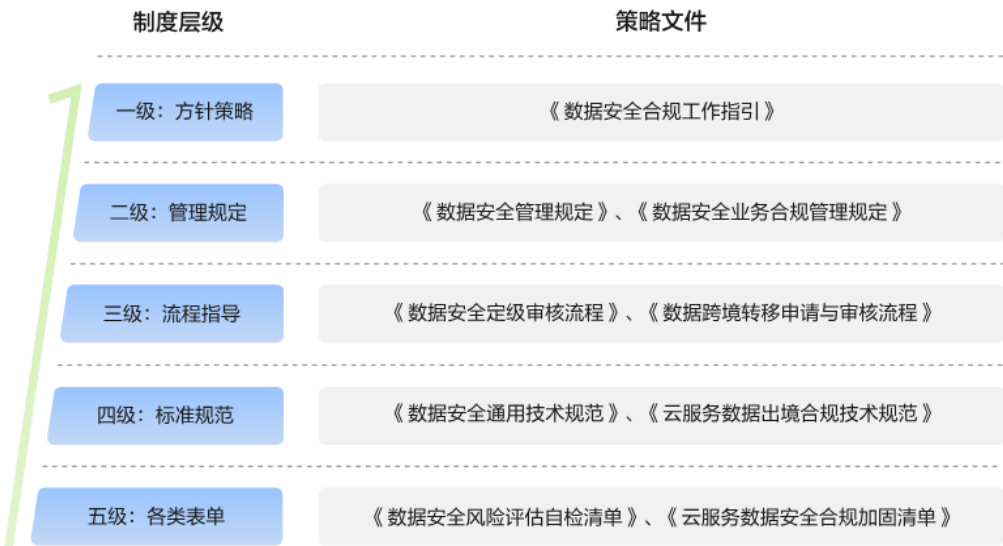 制度层级 策略文件
一级：方针策略 《数据安全合规工作指引》
二级：管理规定 《数据安全管理规定》、《数据安全业务合规管理规定》
三级：流程指导 《数据安全定级审核流程》、《数据跨境转移申请与审核流程》
四级：标准规范 《数据安全通用技术规范》、《云服务数据出境合规技术规范》
五级：各类表单 《数据安全风险评估自检清单》、《云服务数据安全合规加固清单》